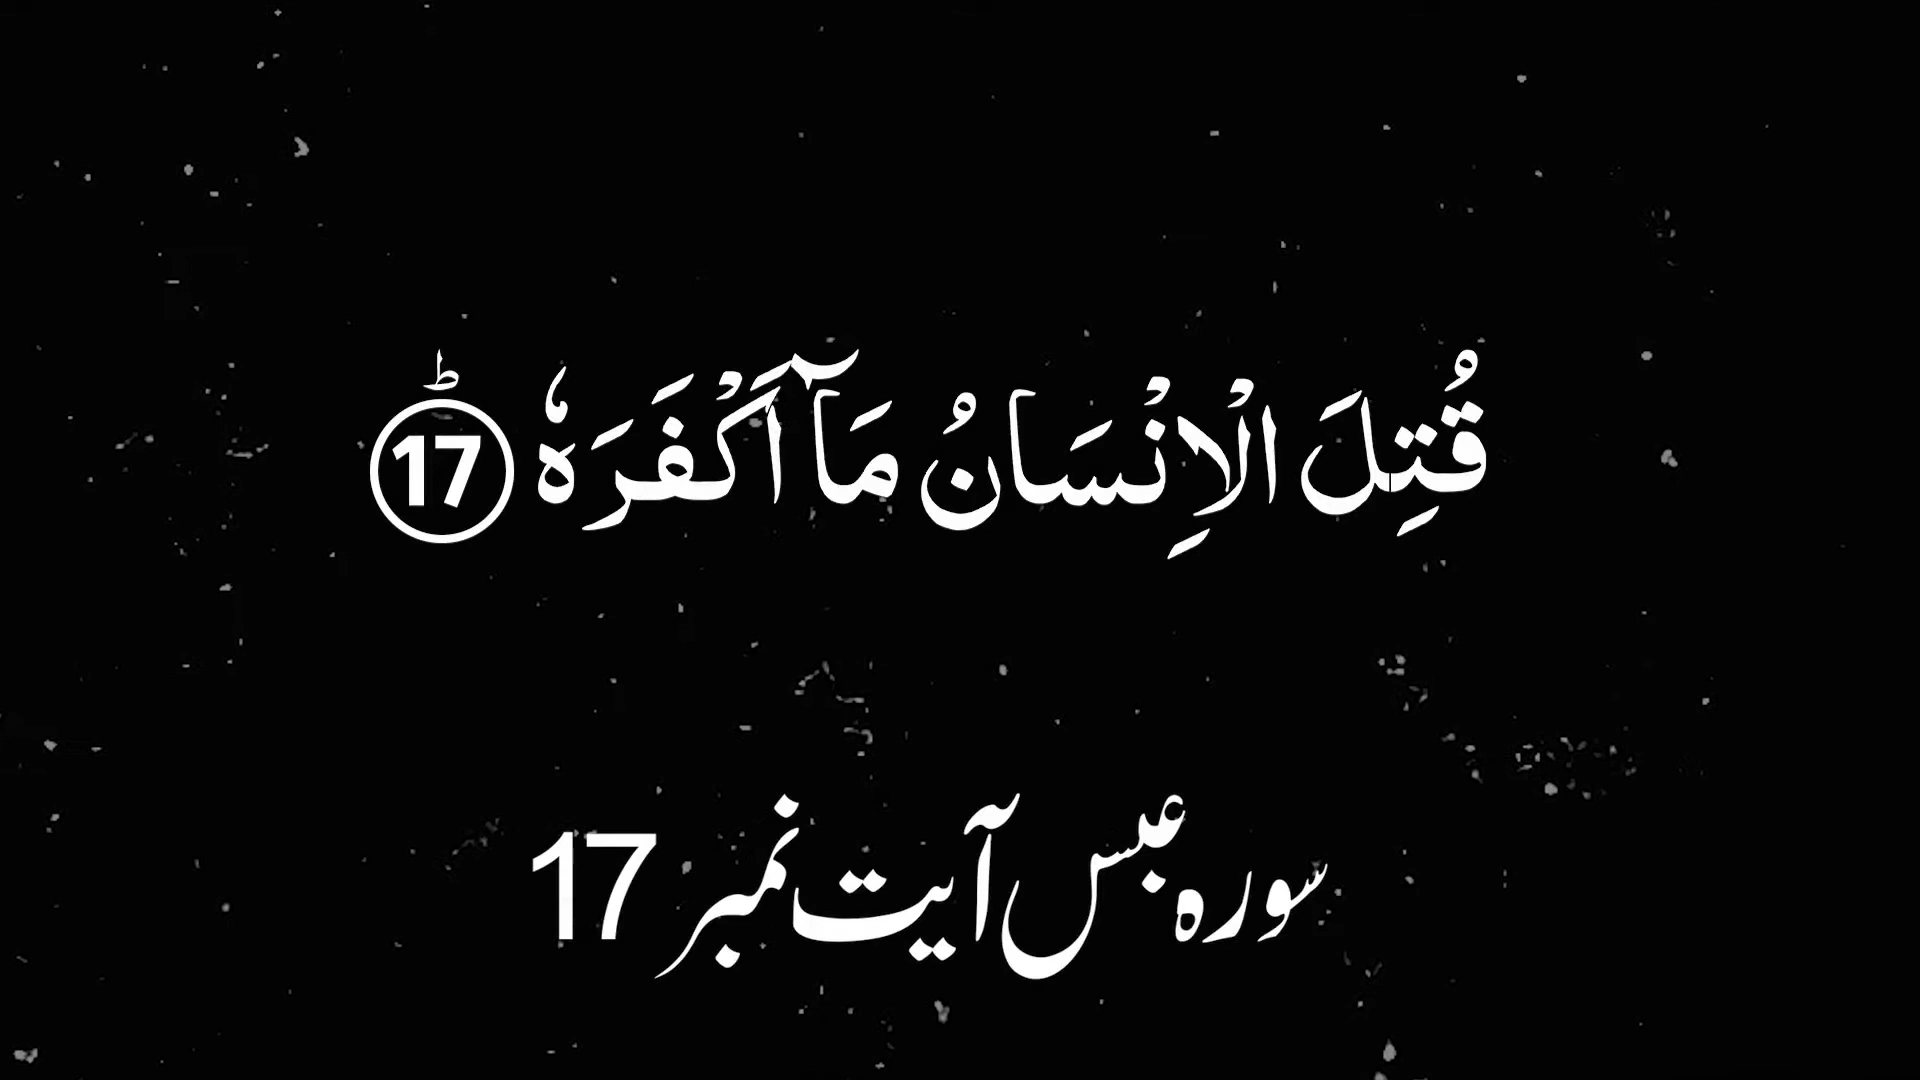 قُتِلَ الْاِنْسَانُ مَاۤ اَكْفَرَهٗ ؕ 17
سورہ عبس آیت نمبر 17